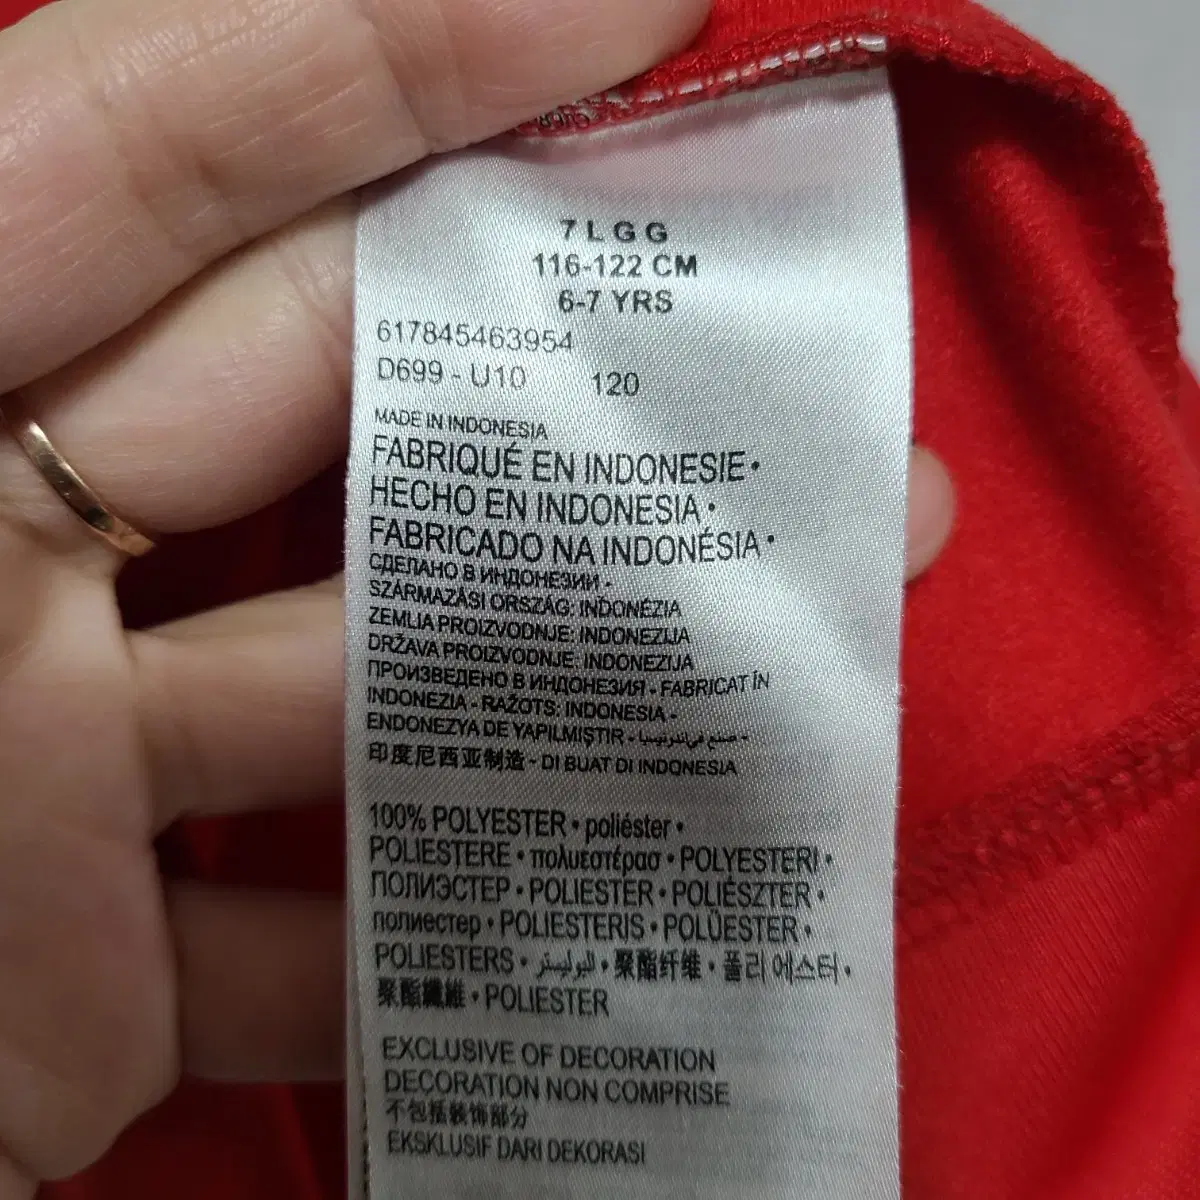 7 L G G
116-122 CM
6-7 YRS
617845463954
D699 - U10 120
MADE IN INDONESIA
FABRIQUÉ EN INDONESIE •
HECHO EN INDONESIA •
FABRICADO NA INDONÉSIA •
СДЕЛАНО В ИНДОНЕЗИИ -
SZÁRMAZÁSI ORSZÁG: INDONÉZIA
ZEMLJA PROIZVODNJE: INDONEZIJA
DRŽAVA PROIZVODNJE: INDONEZIJA
ПРОИЗВЕДЕНО В ИНДОНЕЗИЯ - FABRICAT ÎN
INDONEZIA - RAŽOTS: INDONESIA -
ENDONEZYA DE YAPILMIŞTIR - صنع في اندونيسيا -
印度尼西亚制造 - DI BUAT DI INDONESIA
100% POLYESTER • poliéster •
POLIESTERE • πολυεστέρασ • POLYESTERI •
ПОЛИЭСТЕР • POLIESTER • POLIÉSZTER •
полиестер • POLIESTERIS • POLÜESTER •
POLIESTERS • البوليستر • 聚酯纤维 • 폴리에스터 •
聚酯纖維 • POLIESTER
EXCLUSIVE OF DECORATION
DECORATION NON COMPRISE
不包括装饰部分
EKSKLUSIF DARI DEKORASI